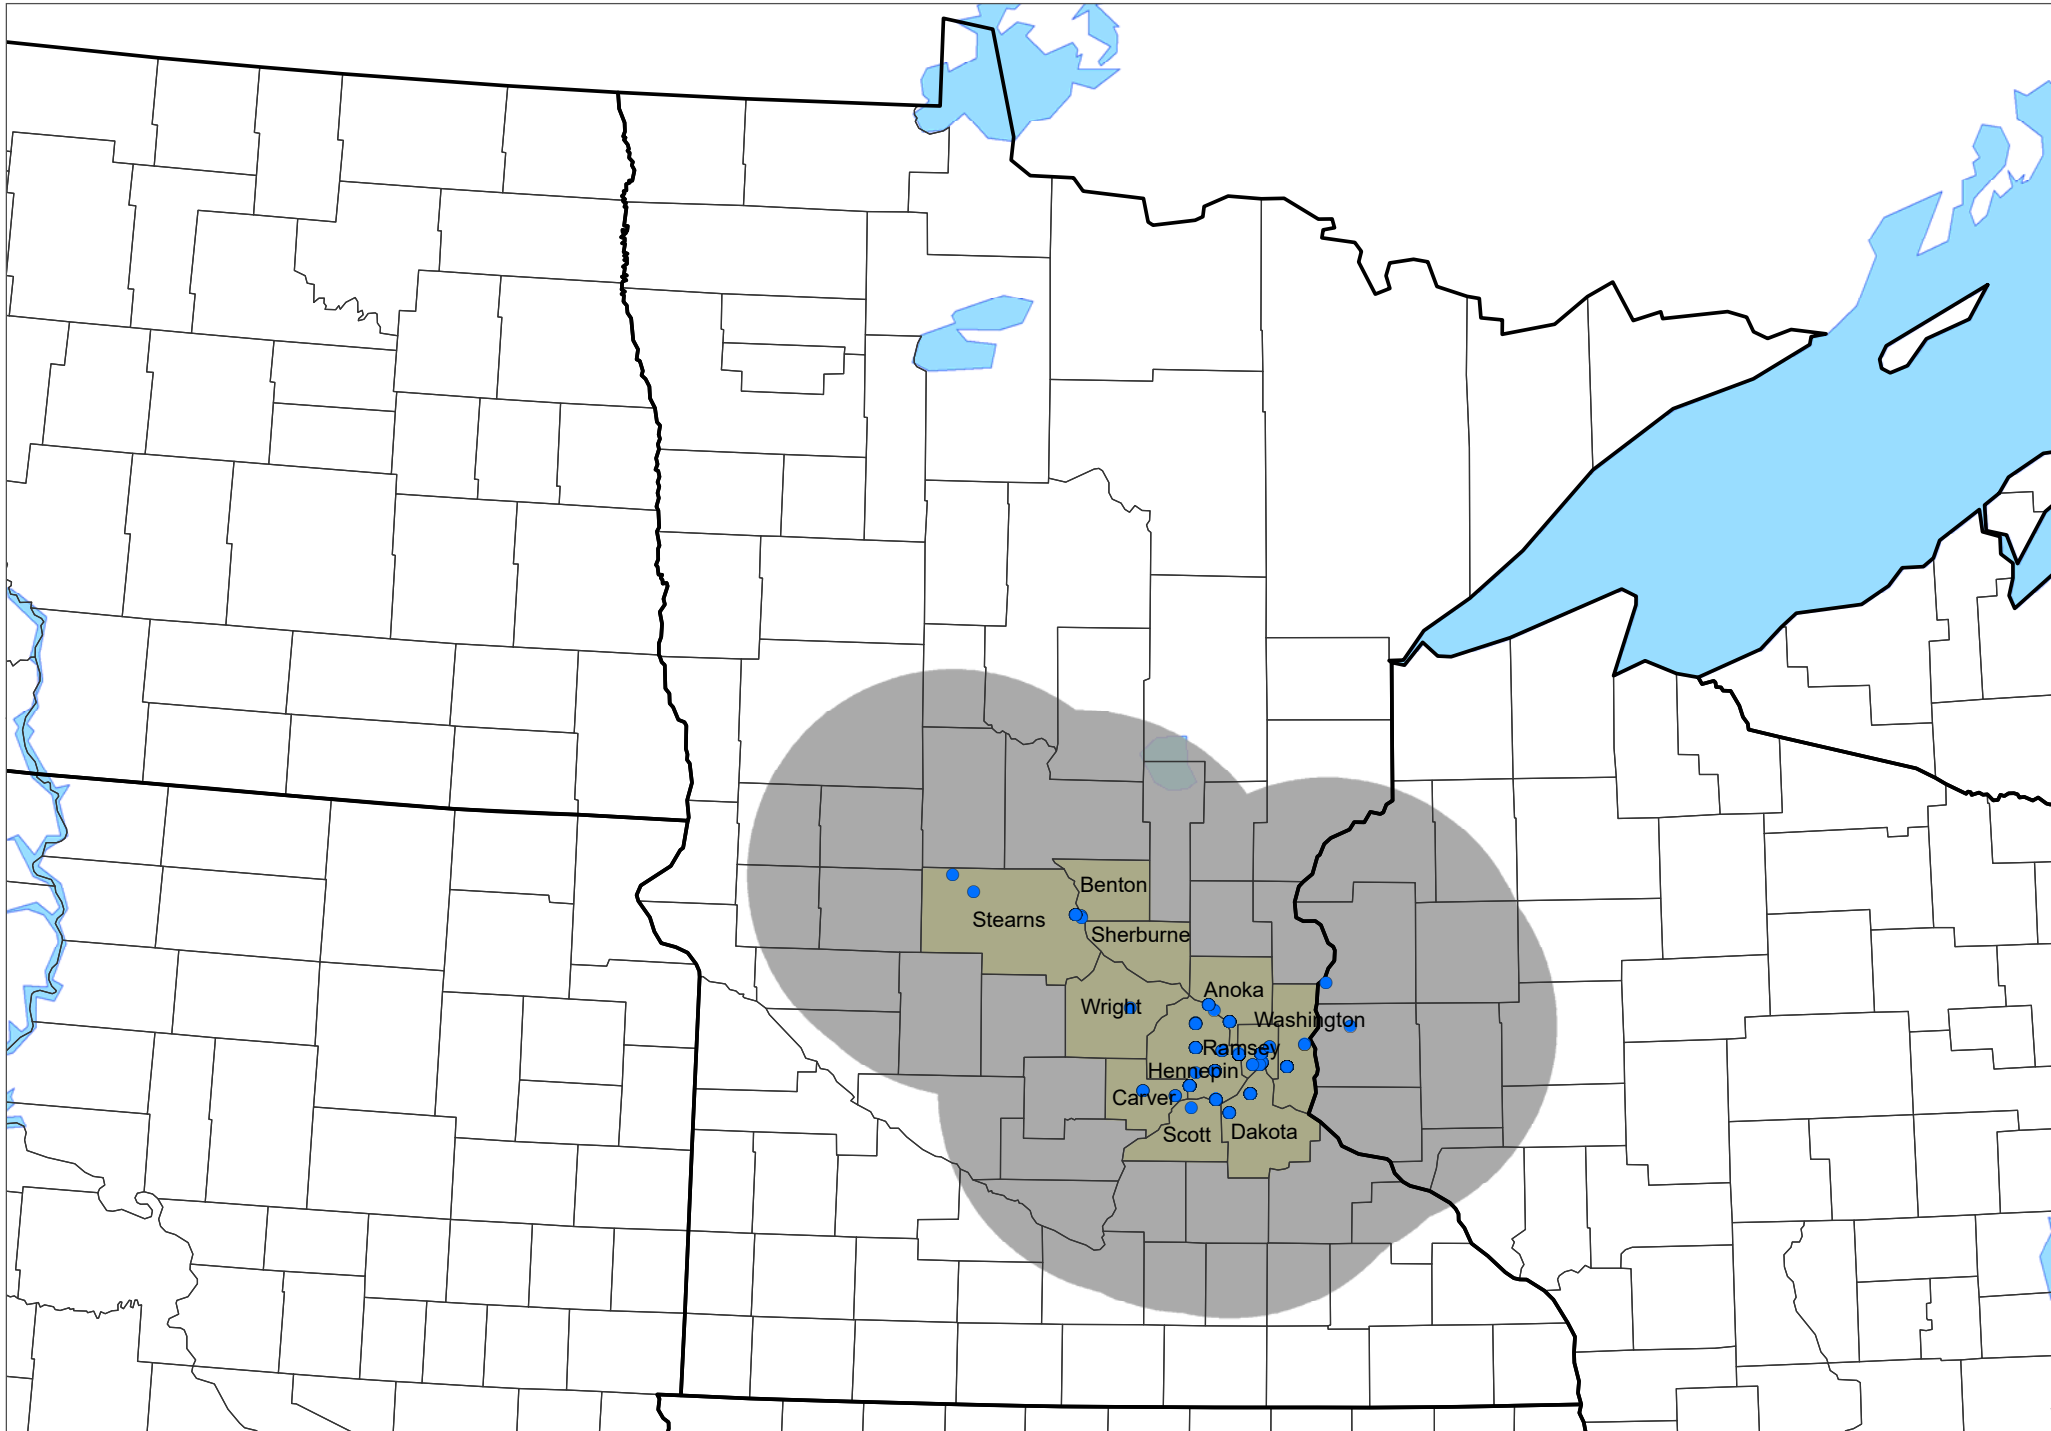 Benton
Stearns
Sherburne
Anoka
Wright
Washington
Ramsey
Hennepin
Carver
Scott
Dakota